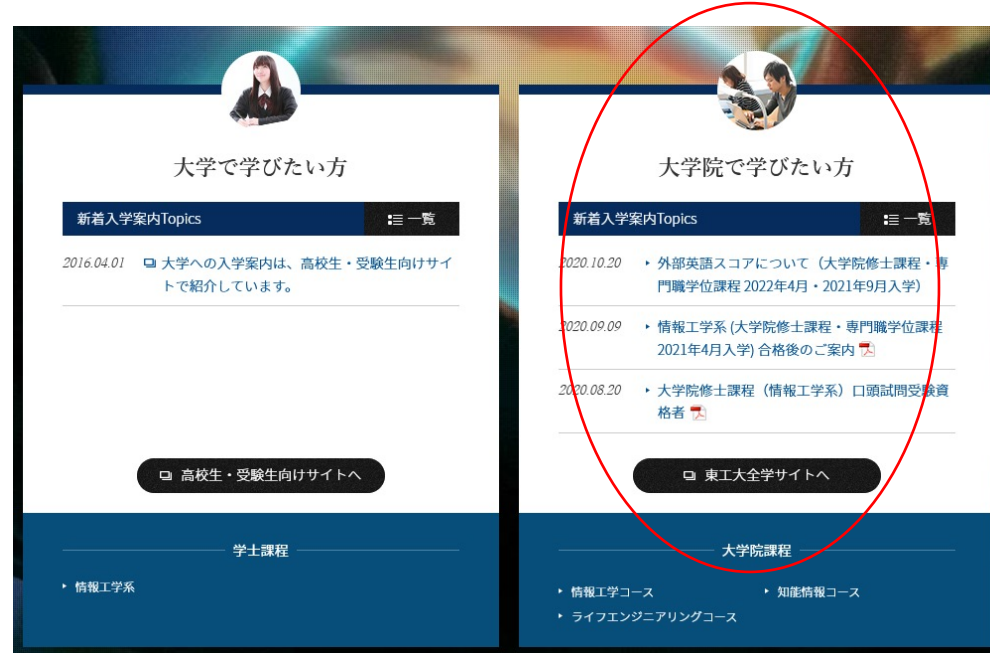 大学で学びたい方
新着入学案内Topics
一覧
2016.04.01
大学への入学案内は、高校生・受験生向けサイ
トで紹介しています。
高校生・受験生向けサイトへ
学士課程
情報工学系
大学院で学びたい方
新着入学案内Topics
一覧
2020.10.20
外部英語スコアについて（大学院修士課程・専
門職学位課程 2022年4月・2021年9月入学）
2020.09.09
情報工学系 (大学院修士課程・専門職学位課程
2021年4月入学) 合格後のご案内
2020.08.20
大学院修士課程（情報工学系）口頭試問受験資
格者
東工大全学サイトへ
大学院課程
情報工学コース
知能情報コース
ライフエンジニアリングコース